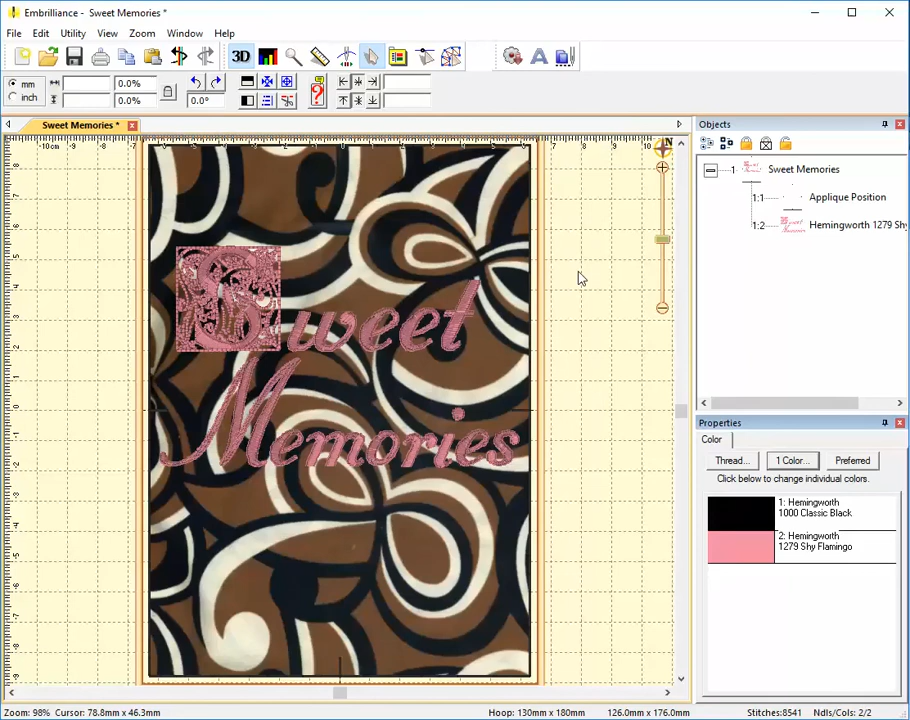 Embrilliance - Sweet Memories *
File Edit Utility View Zoom Window Help
3D
mm 0.0%
inch 0.0% 0.0°
Sweet Memories *
Objects
1 Sweet Memories
1:1 Applique Position
1:2 Hemingworth 1279 Shy
N
Sweet
Memories
Properties
Color
Thread... 1 Color... Preferred
Click below to change individual colors.
1: Hemingworth
1000 Classic Black
2: Hemingworth
1279 Shy Flamingo
Zoom: 98% Cursor: 78.8mm x 46.3mm Hoop: 130mm x 180mm 126.0mm x 176.0mm Stitches:8541 Ndls/Cols: 2/2